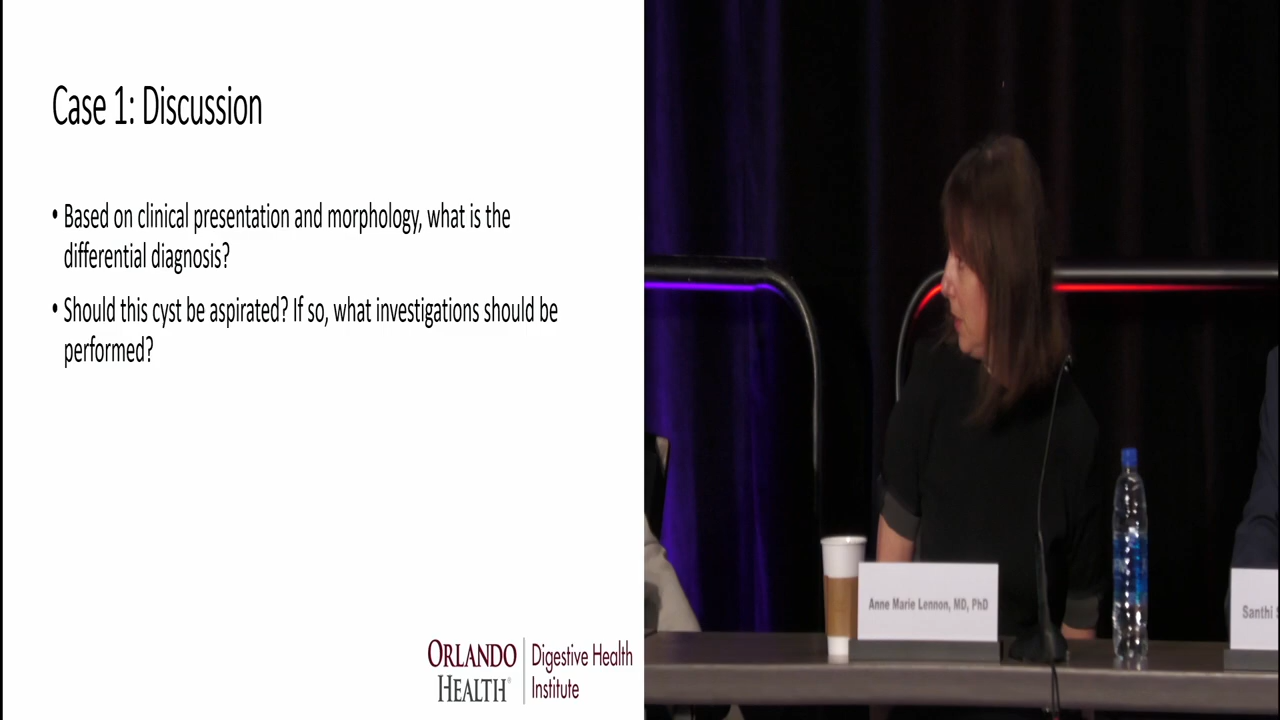 Case 1: Discussion
• Based on clinical presentation and morphology, what is the
differential diagnosis?
• Should this cyst be aspirated? If so, what investigations should be
performed?
ORLANDO
HEALTH®
Digestive Health
Institute
Anne Marie Lennon, MD, PhD
Santhi